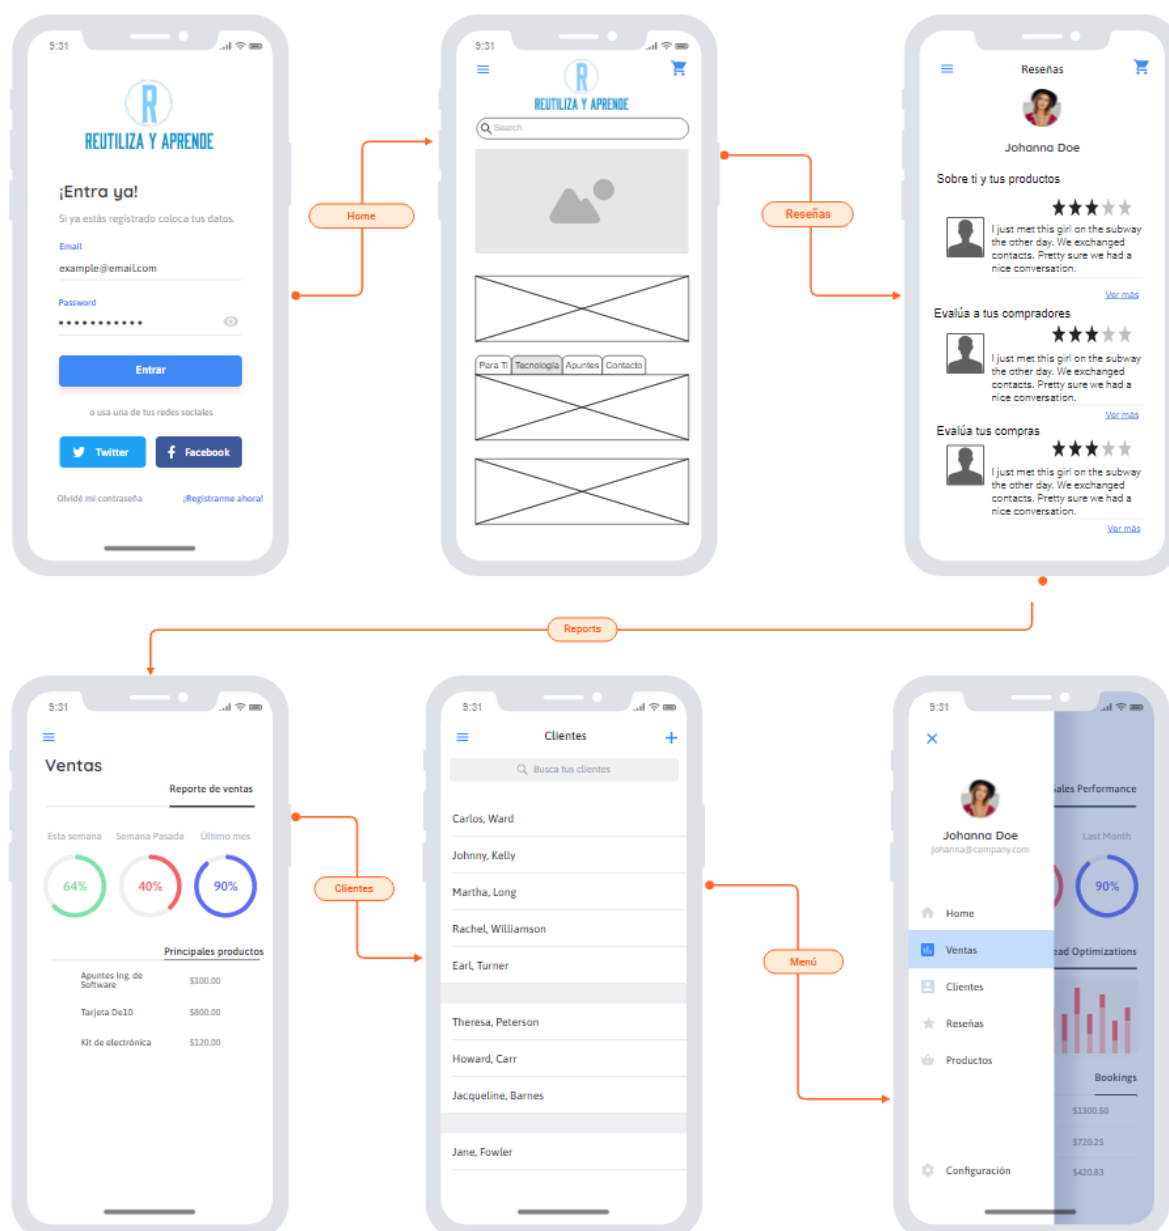 9:31
R
REUTILIZA Y APRENDE
¡Entra ya!
Si ya estás registrado coloca tus datos.
Email
example@email.com
Password
Entrar
o usa una de tus redes sociales
Twitter
Facebook
Olvidé mi contraseña
¡Registrarme ahora!
Home
9:31
R
REUTILIZA Y APRENDE
Search
Para Ti
Tecnología
Apuntes
Contacto
Reseñas
Reseñas
Johanna Doe
Sobre ti y tus productos
I just met this girl on the subway
the other day. We exchanged
contacts. Pretty sure we had a
nice conversation.
Ver más
Evalúa a tus compradores
I just met this girl on the subway
the other day. We exchanged
contacts. Pretty sure we had a
nice conversation.
Ver más
Evalúa tus compras
I just met this girl on the subway
the other day. We exchanged
contacts. Pretty sure we had a
nice conversation.
Ver más
Reports
9:31
Ventas
Reporte de ventas
Esta semana
Semana Pasada
Último mes
64%
40%
90%
Principales productos
Apuntes Ing. de
Software
$100.00
Tarjeta De10
$800.00
Kit de electrónica
$120.00
Clientes
9:31
Clientes
Busca tus clientes
Carlos, Ward
Johnny, Kelly
Martha, Long
Rachel, Williamson
Earl, Turner
Theresa, Peterson
Howard, Carr
Jacqueline, Barnes
Jane, Fowler
Menú
9:31
Johanna Doe
johanna@company.com
Home
Ventas
Clientes
Reseñas
Productos
Configuración
ales Performance
Last Month
90%
ead Optimizations
Bookings
$1300.50
$720.25
$420.83